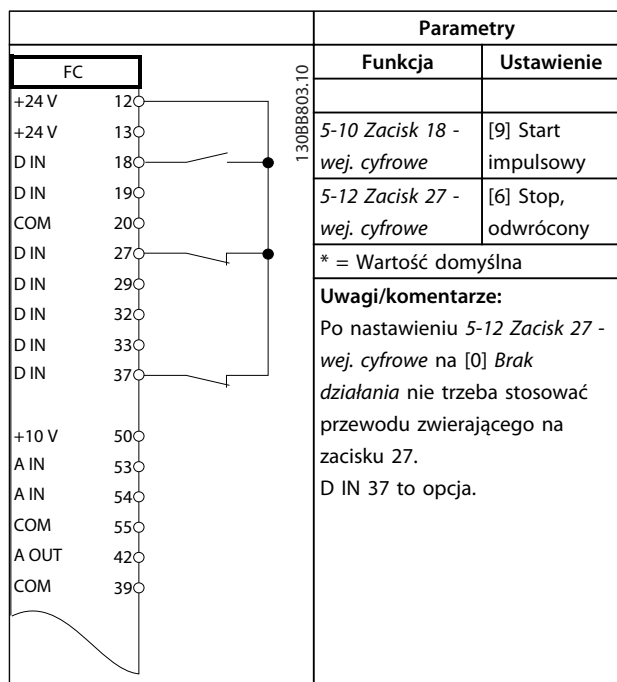 FC
+24 V 12
+24 V 13
D IN 18
D IN 19
COM 20
D IN 27
D IN 29
D IN 32
D IN 33
D IN 37
+10 V 50
A IN 53
A IN 54
COM 55
A OUT 42
COM 39
130BB803.10
Parametry
Funkcja Ustawienie
5-10 Zacisk 18 - [9] Start
wej. cyfrowe impulsowy
5-12 Zacisk 27 - [6] Stop,
wej. cyfrowe odwrócony
* = Wartość domyślna
Uwagi/komentarze:
Po nastawieniu 5-12 Zacisk 27 -
wej. cyfrowe na [0] Brak
działania nie trzeba stosować
przewodu zwierającego na
zacisku 27.
D IN 37 to opcja.